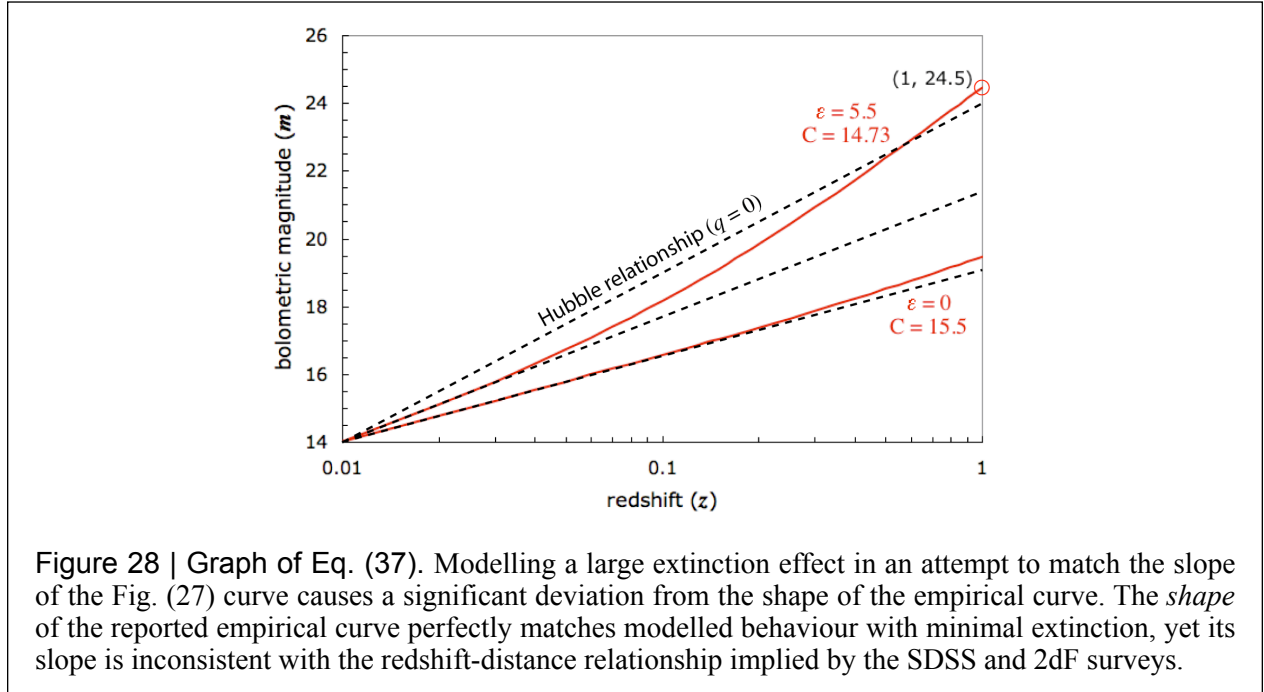 26
24
22
20
18
16
14
bolometric magnitude (m)
(1, 24.5)
ε = 5.5
C = 14.73
Hubble relationship (q = 0)
ε = 0
C = 15.5
0.01
0.1
1
redshift (z)
Figure 28 | Graph of Eq. (37). Modelling a large extinction effect in an attempt to match the slope
of the Fig. (27) curve causes a significant deviation from the shape of the empirical curve. The shape
of the reported empirical curve perfectly matches modelled behaviour with minimal extinction, yet its
slope is inconsistent with the redshift-distance relationship implied by the SDSS and 2dF surveys.